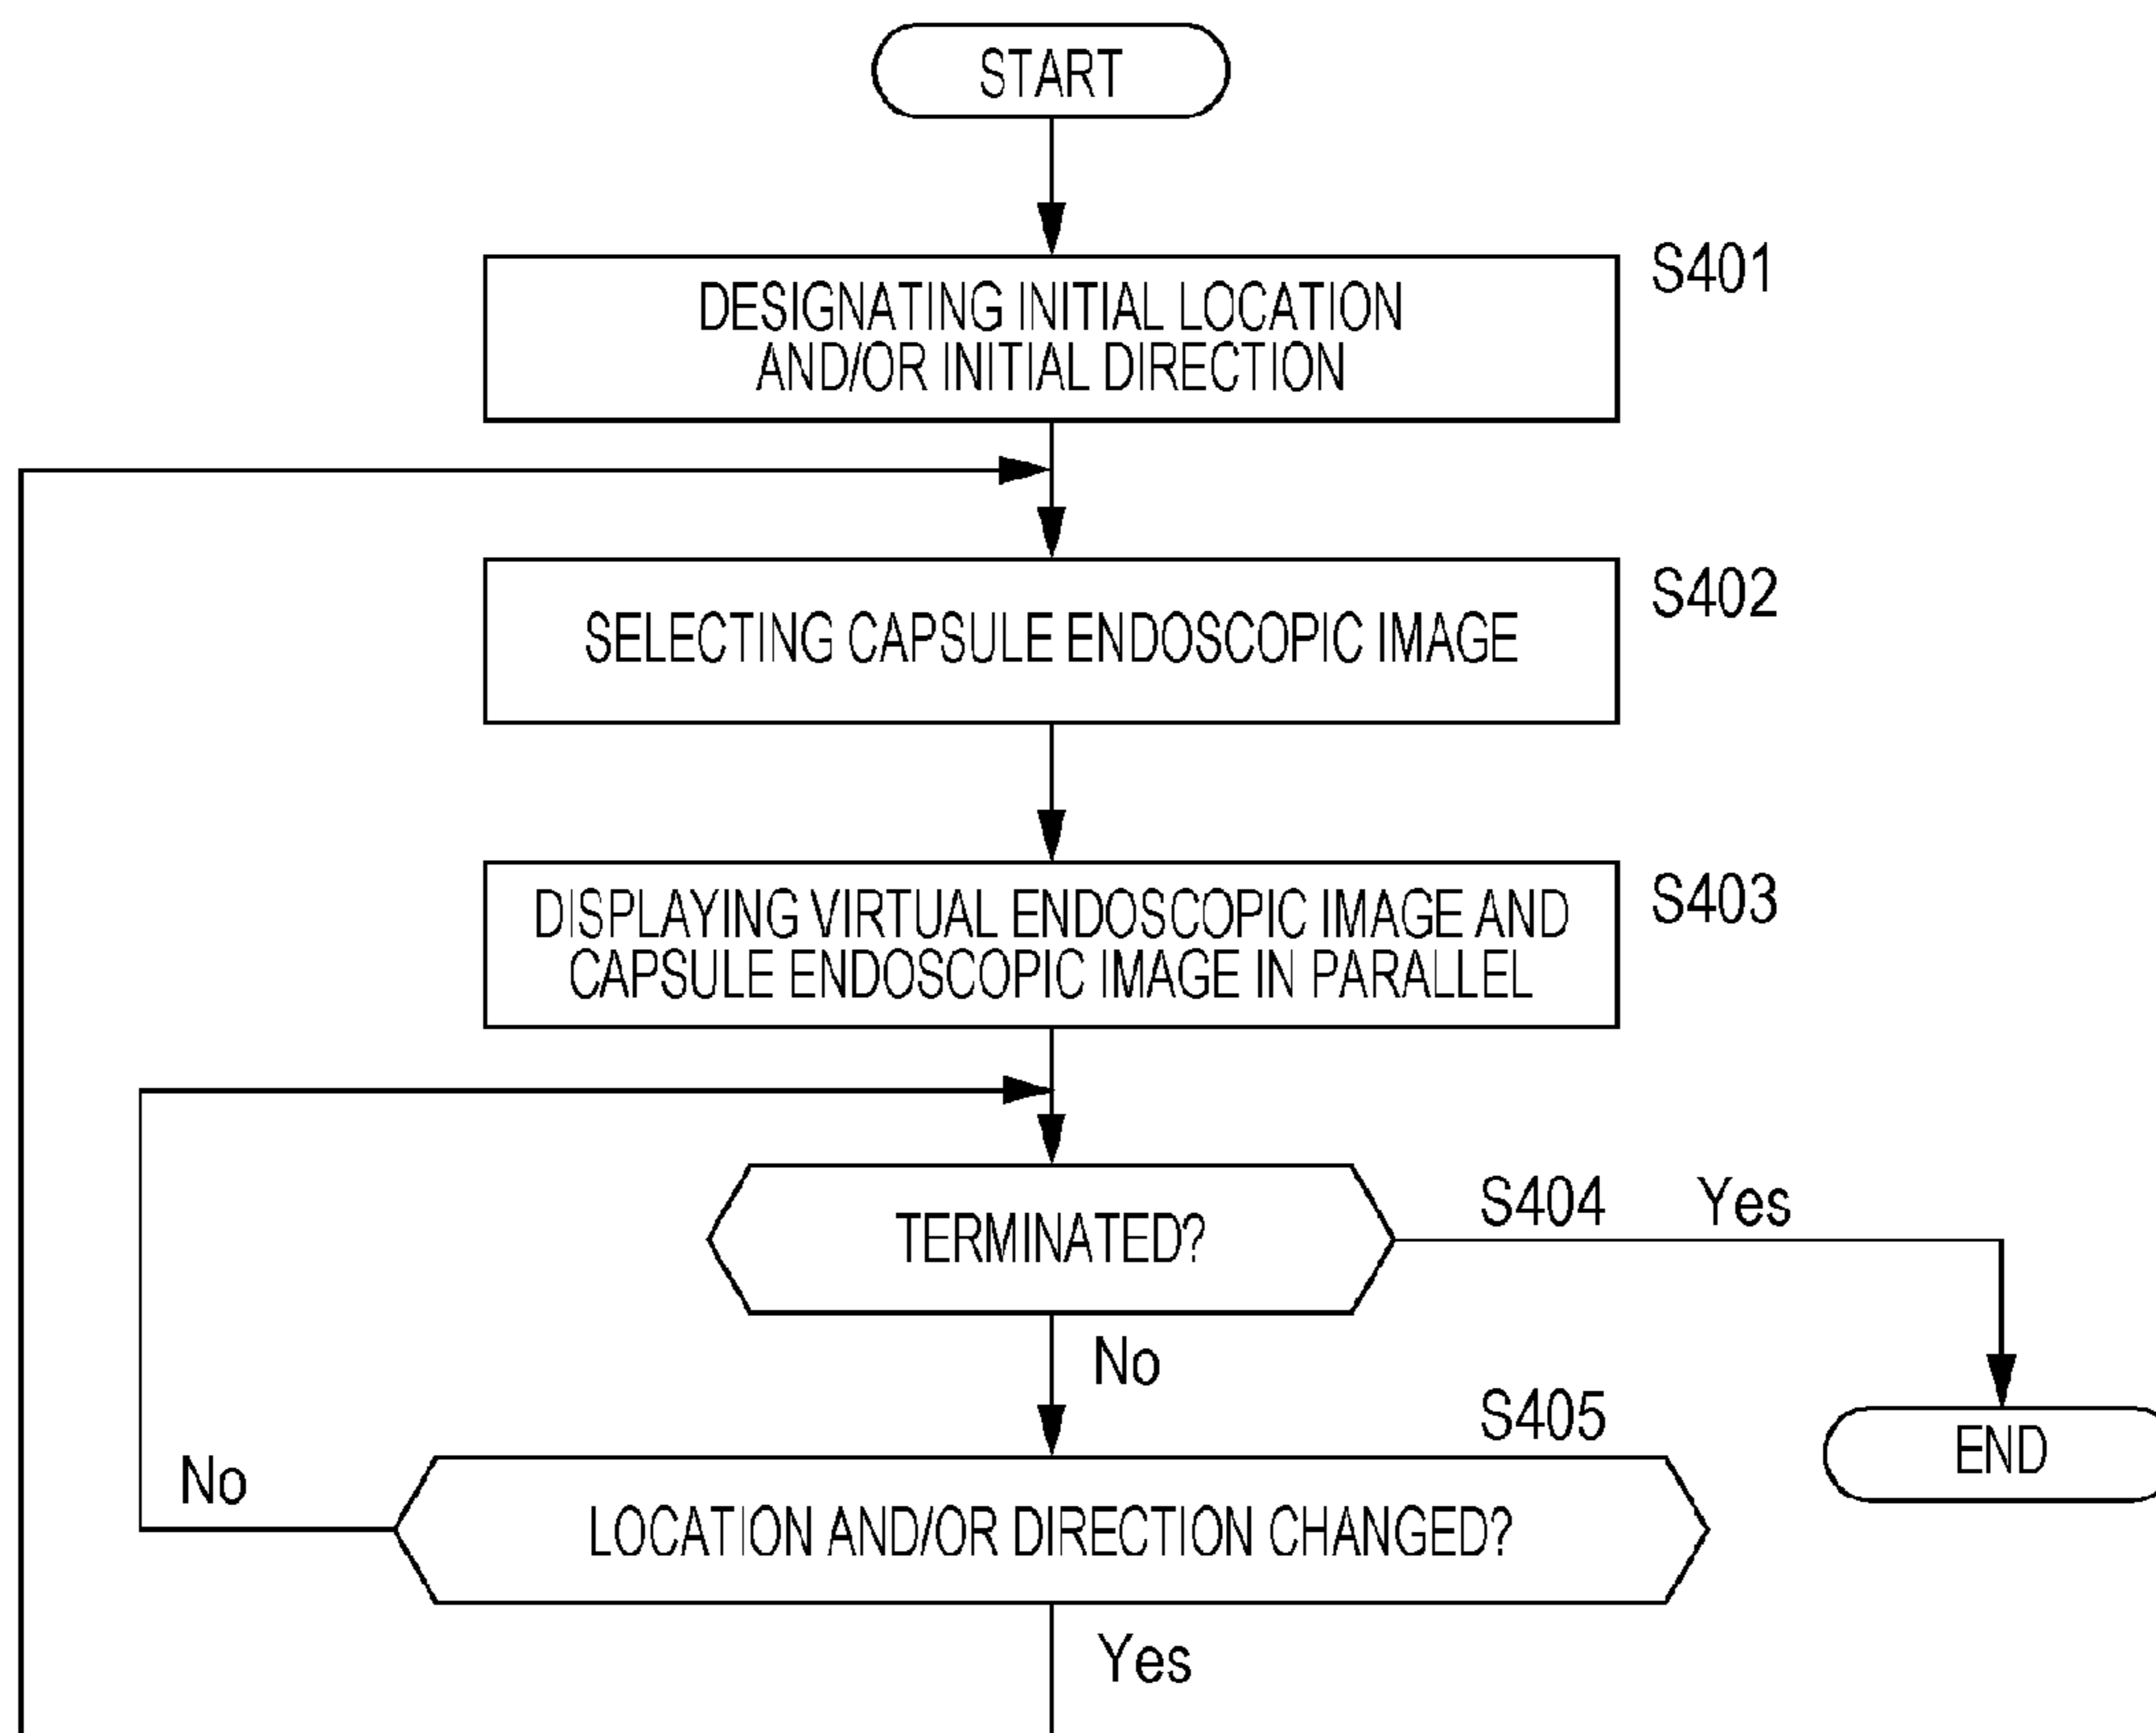 START
S401
DESIGNATING INITIAL LOCATION
AND/OR INITIAL DIRECTION
S402
SELECTING CAPSULE ENDOSCOPIC IMAGE
S403
DISPLAYING VIRTUAL ENDOSCOPIC IMAGE AND
CAPSULE ENDOSCOPIC IMAGE IN PARALLEL
S404
Yes
TERMINATED?
No
S405
END
No
LOCATION AND/OR DIRECTION CHANGED?
Yes